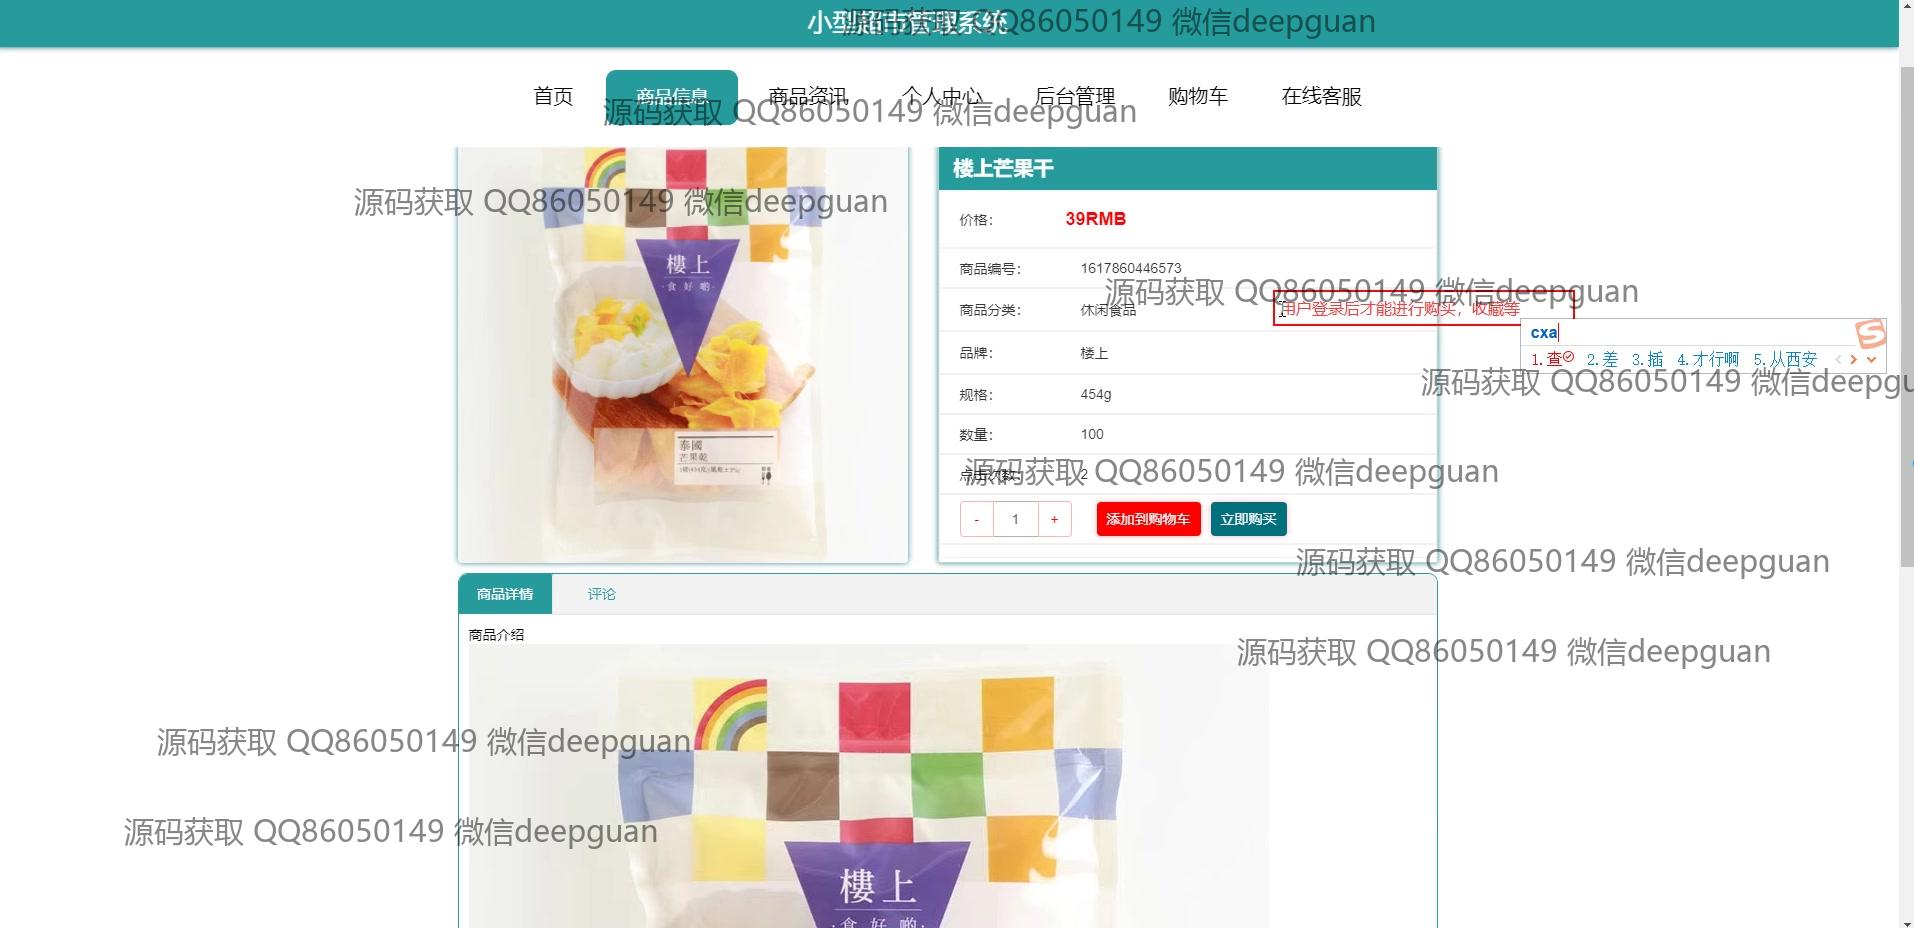 小型超市管理系统
源码获取 QQ86050149 微信deepguan
首页 商品信息 商品资讯 个人中心 后台管理 购物车 在线客服
源码获取 QQ86050149 微信deepguan
楼上芒果干
源码获取 QQ86050149 微信deepguan
价格： 39RMB
樓上
·食好啲·
商品编号： 1617860446573
源码获取 QQ86050149 微信deepguan
商品分类： 休闲食品
用户登录后才能进行购买，收藏等
cxa
1.查 2.差 3.插 4.才行啊 5.从西安
品牌： 楼上
源码获取 QQ86050149 微信deepgu
规格： 454g
数量： 100
泰國
芒果乾
点击次数： 2
源码获取 QQ86050149 微信deepguan
- 1 + 添加到购物车 立即购买
源码获取 QQ86050149 微信deepguan
商品详情 评论
商品介绍
源码获取 QQ86050149 微信deepguan
源码获取 QQ86050149 微信deepguan
源码获取 QQ86050149 微信deepguan
樓上
·食好啲·